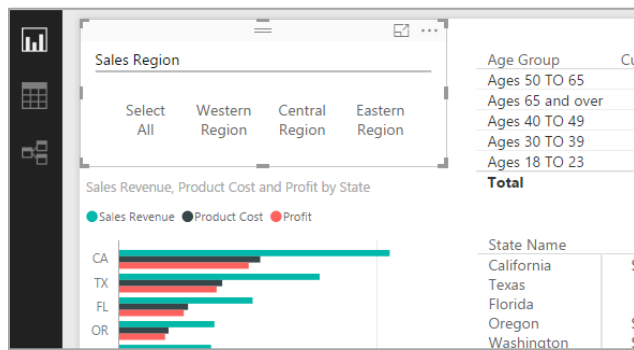 Sales Region
Select All
Western Region
Central Region
Eastern Region
Sales Revenue, Product Cost and Profit by State
Sales Revenue Product Cost Profit
CA
TX
FL
OR
Age Group
Ages 50 TO 65
Ages 65 and over
Ages 40 TO 49
Ages 30 TO 39
Ages 18 TO 23
Total
State Name
California
Texas
Florida
Oregon
Washington